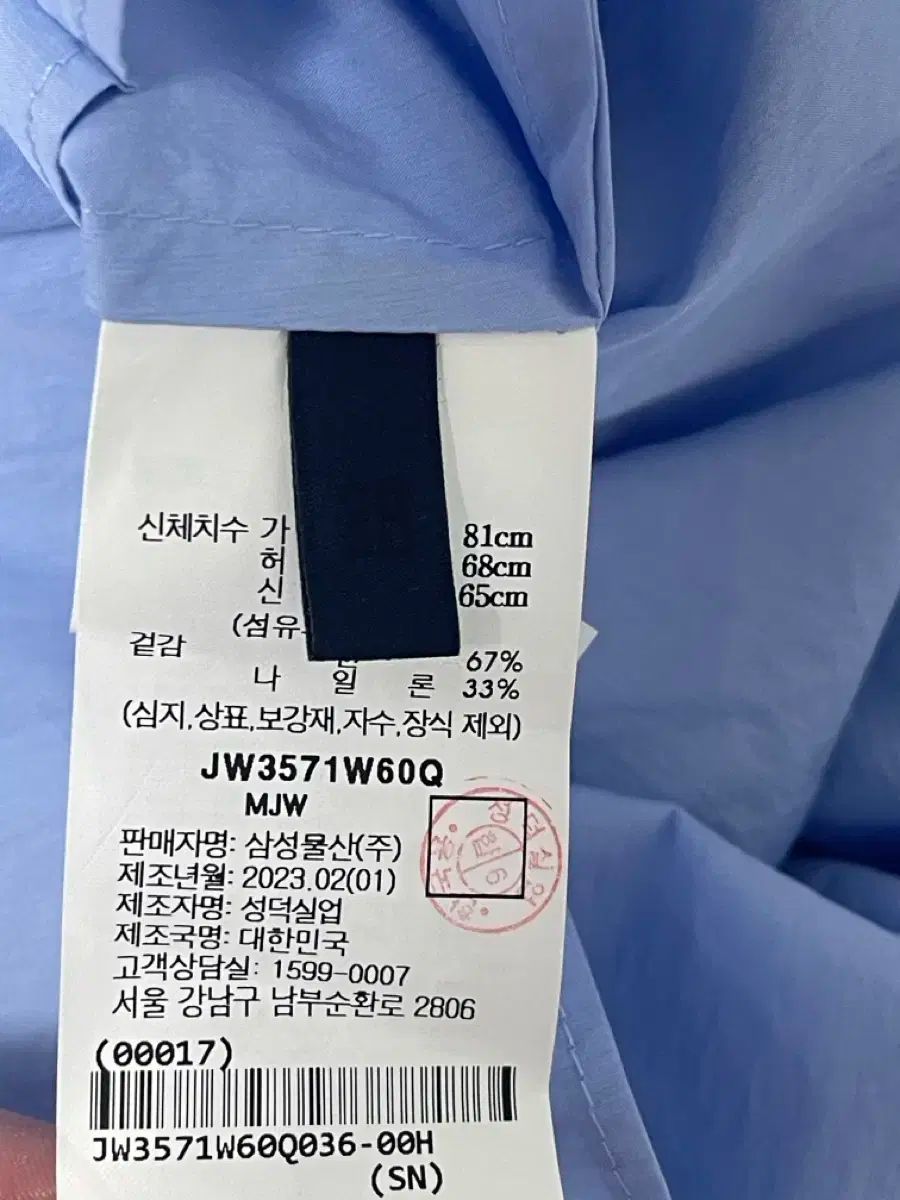 신체치수 가 81cm
허 68cm
신 65cm
(섬유
겉감 67%
나 일 론 33%
(심지,상표,보강재,자수,장식 제외)
JW3571W60Q
MJW
판매자명: 삼성물산(주)
제조년월: 2023.02(01)
제조자명: 성덕실업
제조국명: 대한민국
고객상담실: 1599-0007
서울 강남구 남부순환로 2806
(00017)
JW3571W60Q036-00H
(SN)